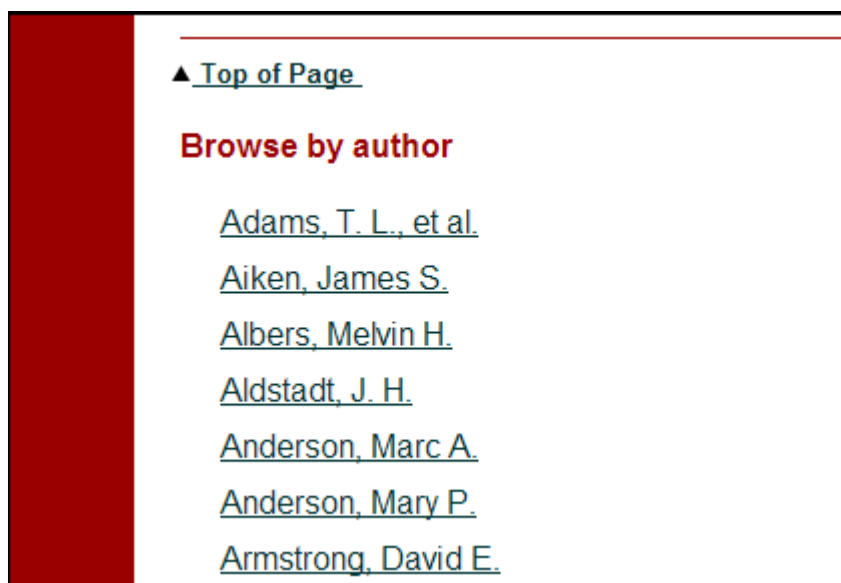 ▲ Top of Page
Browse by author
Adams, T. L., et al.
Aiken, James S.
Albers, Melvin H.
Aldstadt, J. H.
Anderson, Marc A.
Anderson, Mary P.
Armstrong, David E.